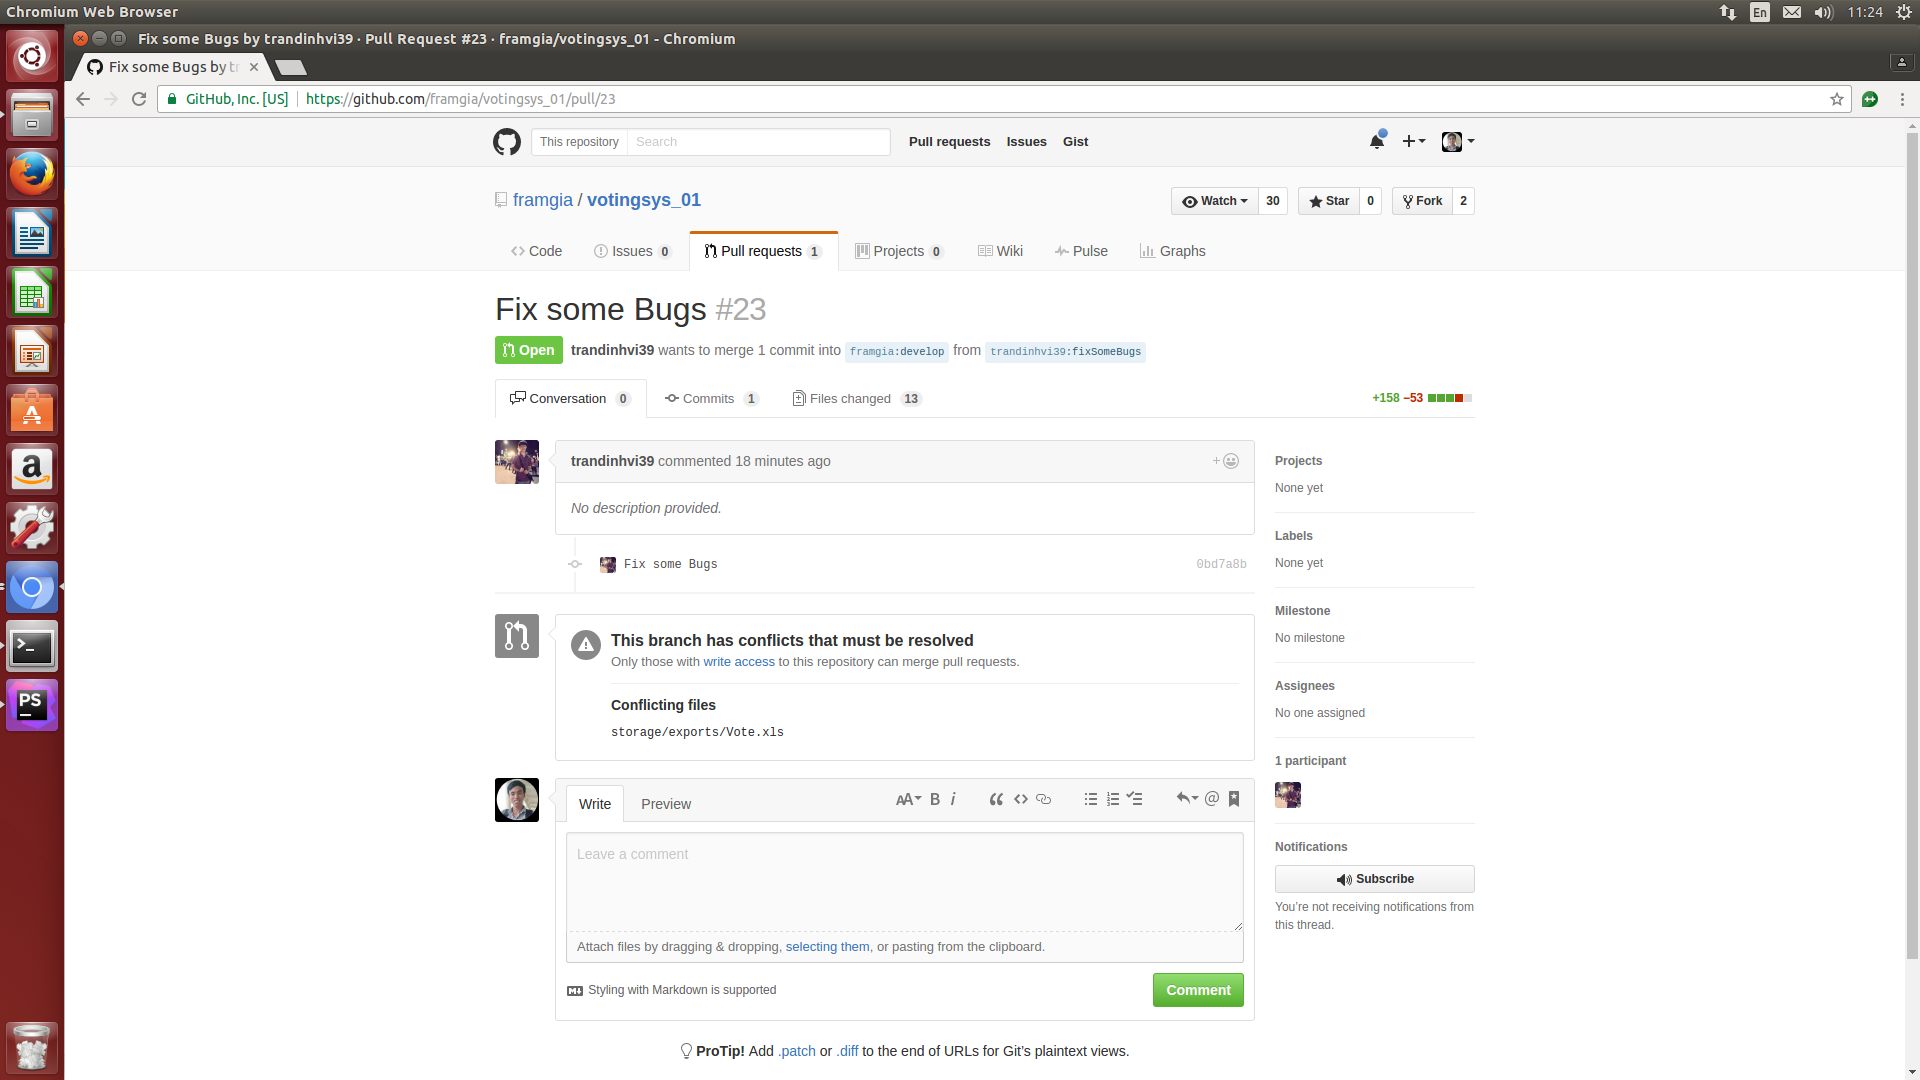 Chromium Web Browser
En
11:24
Fix some Bugs by trandinhvi39 · Pull Request #23 · framgia/votingsys_01 - Chromium
Fix some Bugs by tr
GitHub, Inc. [US] https://github.com/framgia/votingsys_01/pull/23
This repository Search Pull requests Issues Gist
framgia / votingsys_01
Watch 30 Star 0 Fork 2
Code Issues 0 Pull requests 1 Projects 0 Wiki Pulse Graphs
Fix some Bugs #23
Open trandinhvi39 wants to merge 1 commit into framgia:develop from trandinhvi39:fixSomeBugs
Conversation 0 Commits 1 Files changed 13 +158 −53
trandinhvi39 commented 18 minutes ago
No description provided.
Fix some Bugs 0bd7a8b
This branch has conflicts that must be resolved
Only those with write access to this repository can merge pull requests.
Conflicting files
storage/exports/Vote.xls
Write Preview AA B i
Leave a comment
Attach files by dragging & dropping, selecting them, or pasting from the clipboard.
Styling with Markdown is supported
Comment
Projects
None yet
Labels
None yet
Milestone
No milestone
Assignees
No one assigned
1 participant
Notifications
Subscribe
You're not receiving notifications from
this thread.
ProTip! Add .patch or .diff to the end of URLs for Git's plaintext views.
PS